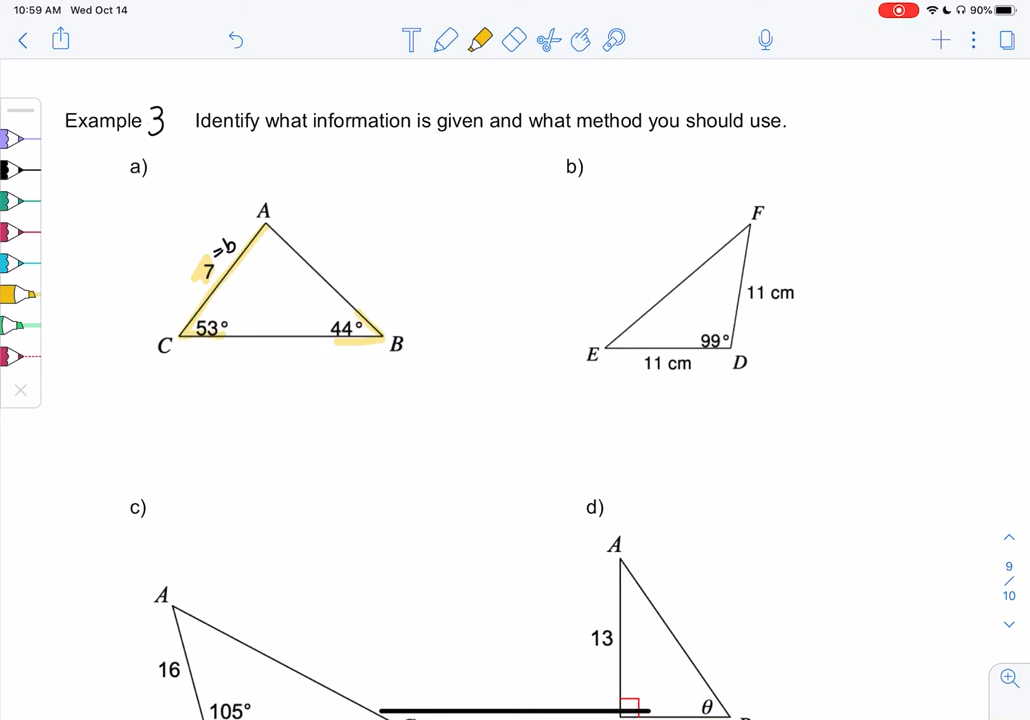 10:59 AM Wed Oct 14
90%
T
Example 3 Identify what information is given and what method you should use.
a)
b)
A
=b
7
53°
44°
C
B
F
11 cm
99°
E
D
11 cm
c)
d)
9
/
10
A
16
105°
A
13
θ